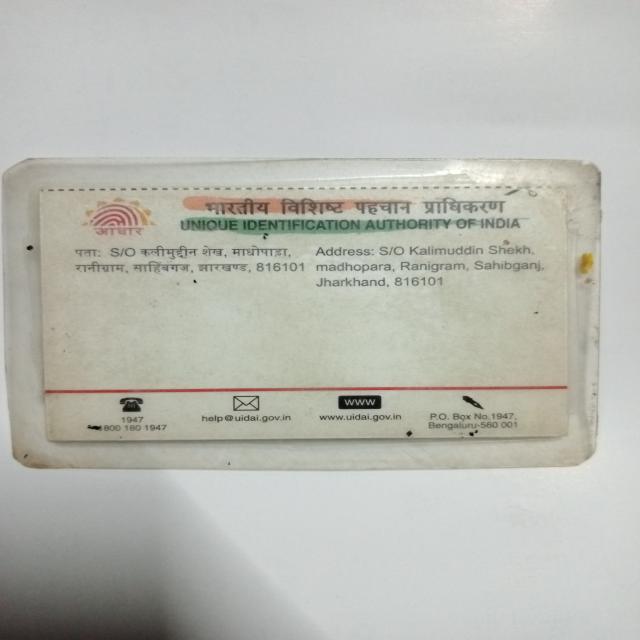 भारतीय विशिष्ट पहचान प्राधिकरण
आधार
UNIQUE IDENTIFICATION AUTHORITY OF INDIA
पता: S/O कलीमुद्दीन शेख, माधोपाड़ा,
रानीग्राम, साहिबगंज, झारखण्ड, 816101
Address: S/O Kalimuddin Shekh,
madhopara, Ranigram, Sahibganj,
Jharkhand, 816101
1947
1800 180 1947
help@uidai.gov.in
WWW
www.uidai.gov.in
P.O. Box No.1947,
Bengaluru-560 001